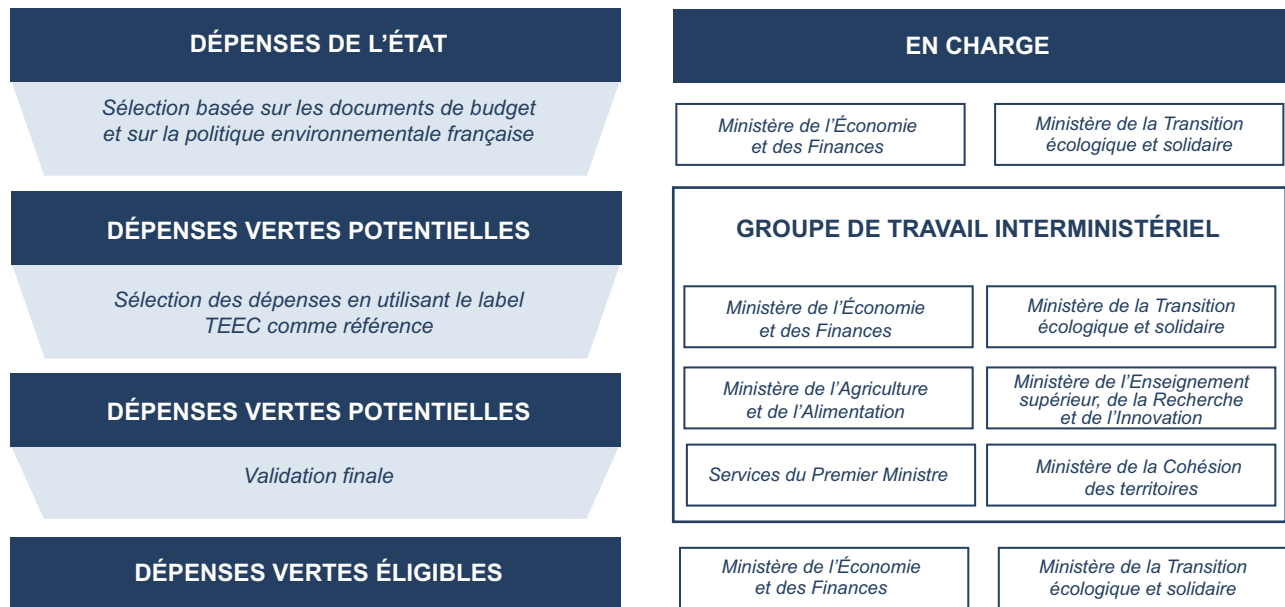 DÉPENSES DE L’ÉTAT
Sélection basée sur les documents de budget
et sur la politique environnementale française
DÉPENSES VERTES POTENTIELLES
Sélection des dépenses en utilisant le label
TEEC comme référence
DÉPENSES VERTES POTENTIELLES
Validation finale
DÉPENSES VERTES ÉLIGIBLES
EN CHARGE
Ministère de l’Économie
et des Finances
Ministère de la Transition
écologique et solidaire
GROUPE DE TRAVAIL INTERMINISTÉRIEL
Ministère de l’Économie
et des Finances
Ministère de la Transition
écologique et solidaire
Ministère de l’Agriculture
et de l’Alimentation
Ministère de l’Enseignement
supérieur, de la Recherche
et de l’Innovation
Services du Premier Ministre
Ministère de la Cohésion
des territoires
Ministère de l’Économie
et des Finances
Ministère de la Transition
écologique et solidaire